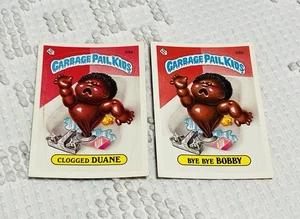 GARBAGE PAIL KIDS
CLOGGED DUANE
GARBAGE PAIL KIDS
BYE BYE BOBBY